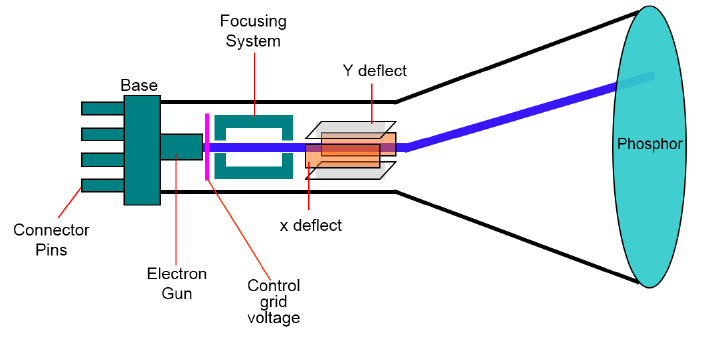 Focusing
System
Y deflect
Base
Phosphor
x deflect
Connector
Pins
Electron
Gun
Control
grid
voltage